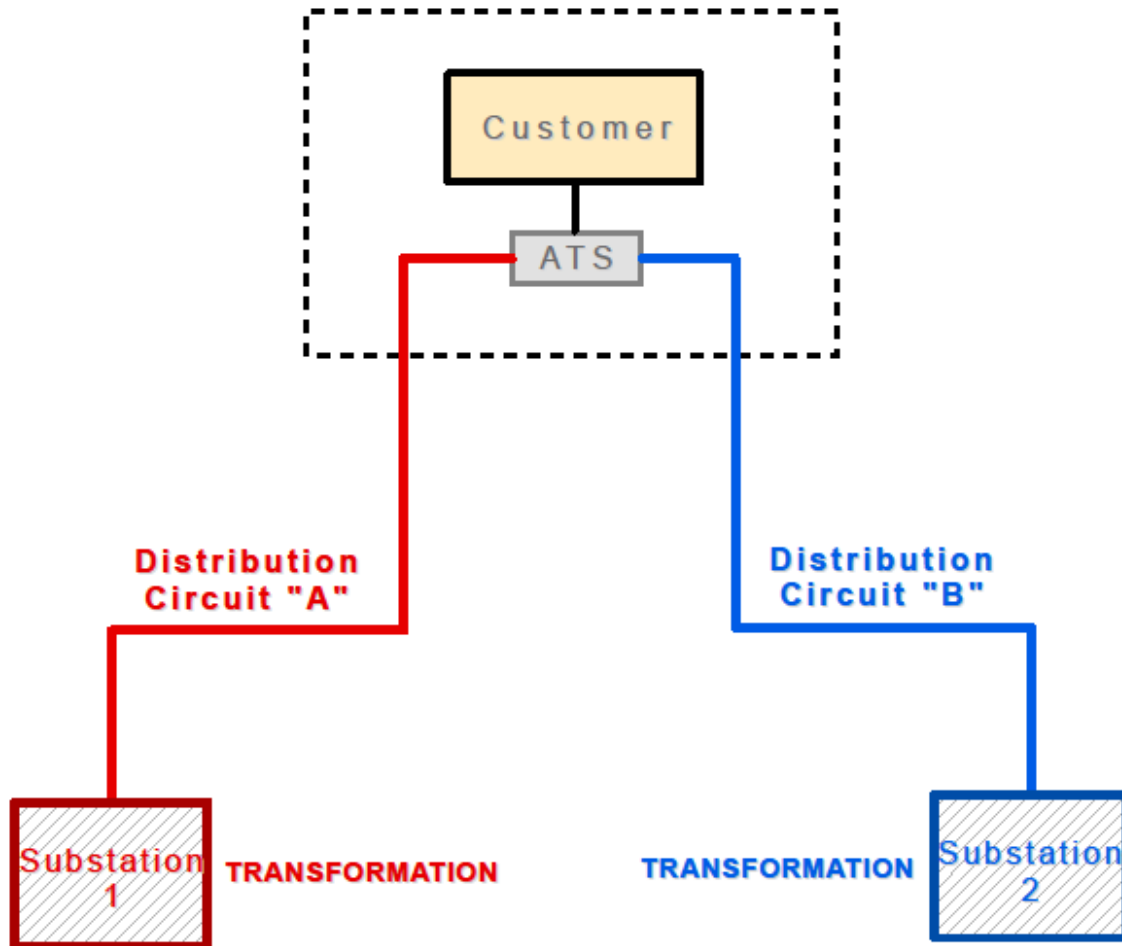 Customer
ATS
Distribution
Circuit "A"
Distribution
Circuit "B"
Substation
1
TRANSFORMATION
TRANSFORMATION
Substation
2